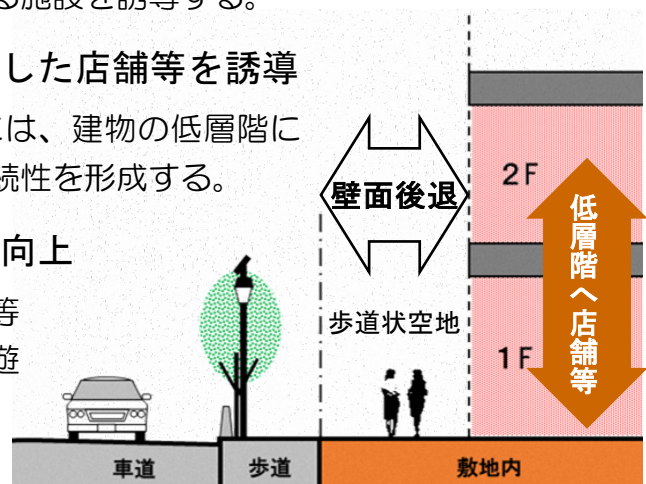 る施設を誘導する。
した店舗等を誘導
は、建物の低層階に
続性を形成する。
向上
等
遊
壁面後退
2F
低層階へ店舗等
歩道状空地
1F
車道
歩道
敷地内